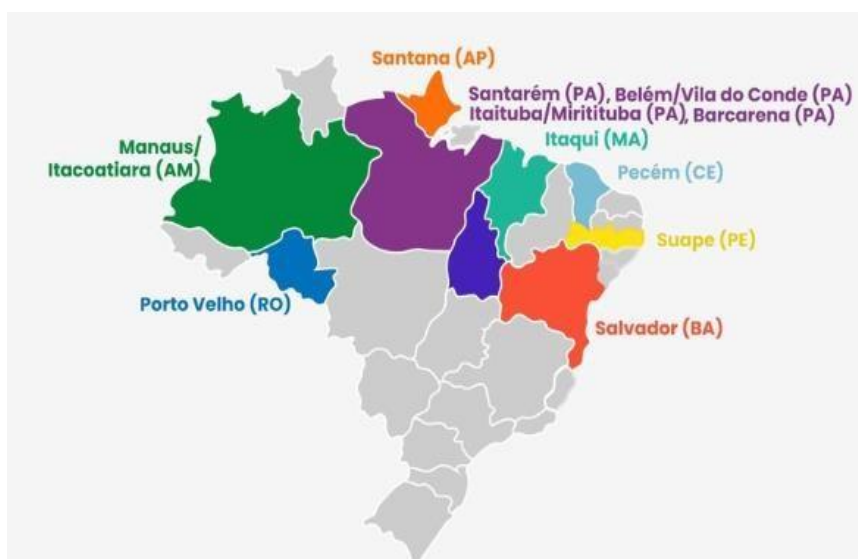 Santana (AP)
Santarém (PA), Belém/Vila do Conde (PA)
Itaituba/Miritituba (PA), Barcarena (PA)
Itaqui (MA)
Manaus/
Itacoatiara (AM)
Pecém (CE)
Suape (PE)
Porto Velho (RO)
Salvador (BA)